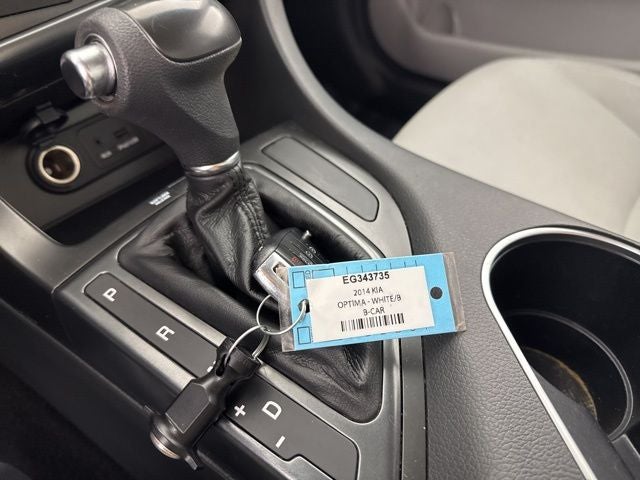 EG343735
2014 KIA
OPTIMA - WHITE/B
B-CAR
P
R
+ D
-